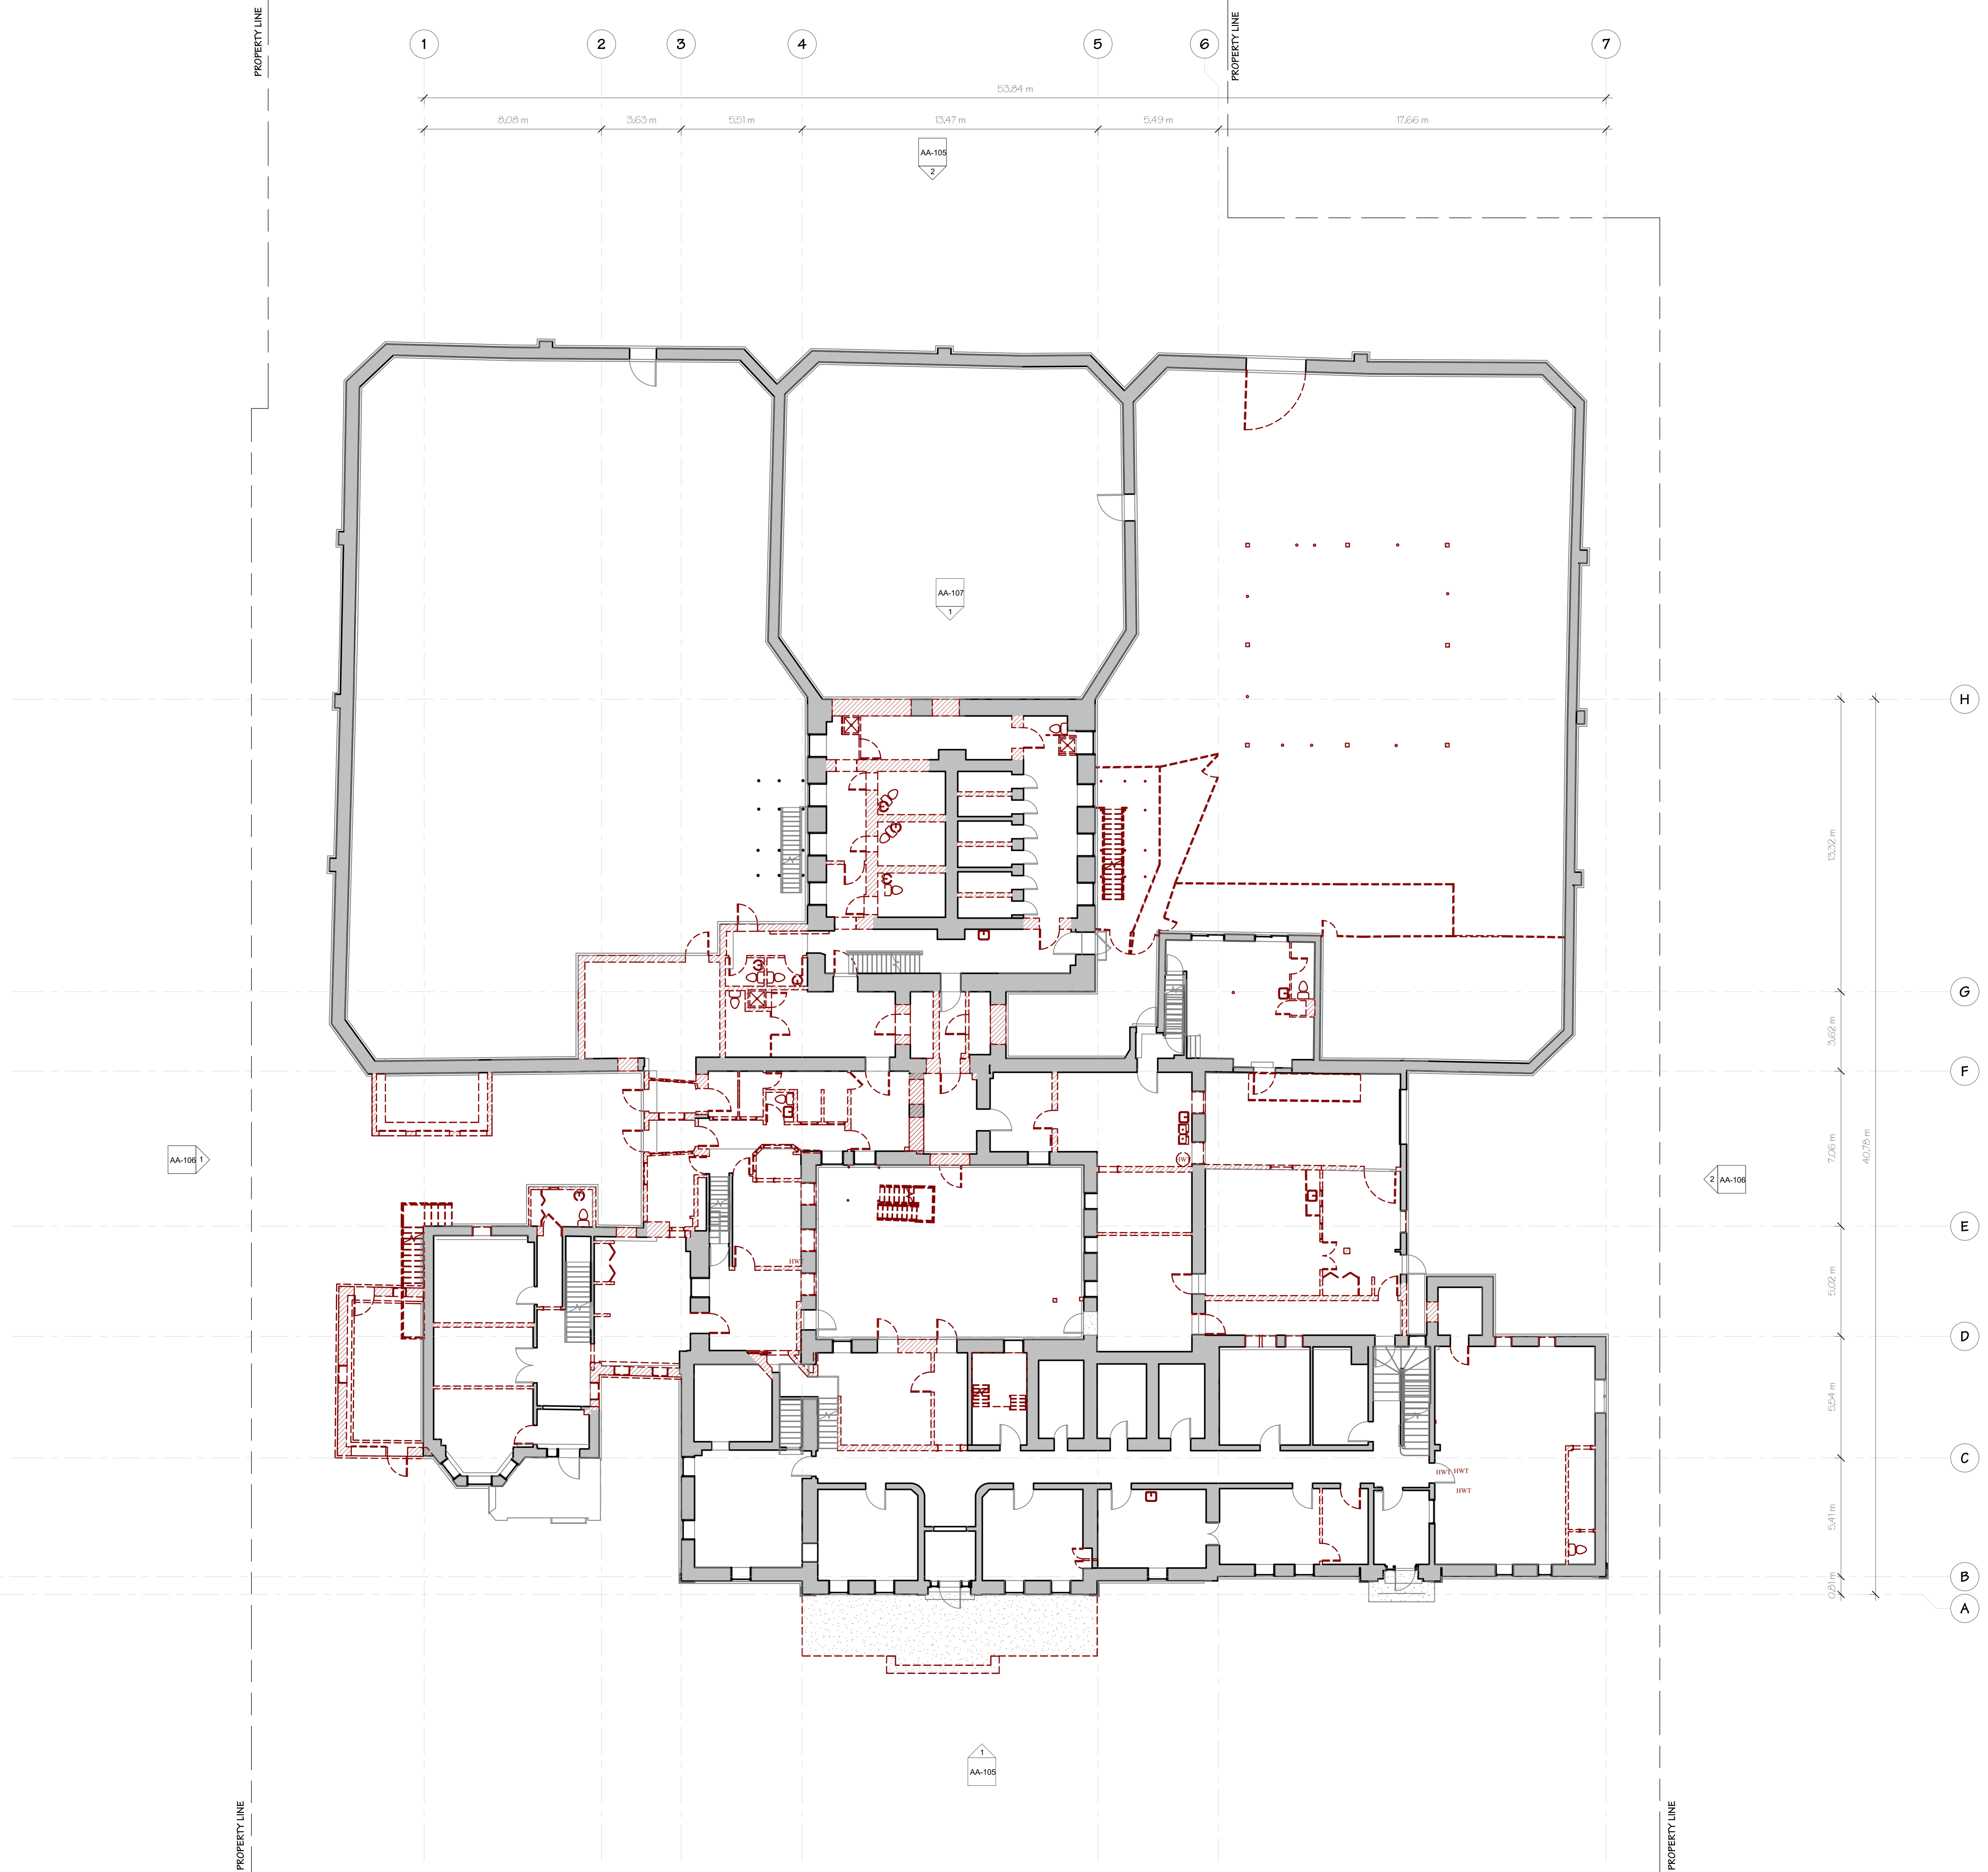 PROPERTY LINE
PROPERTY LINE
1
2
3
4
5
6
7
53,84 m
8,08 m
3,63 m
5,51 m
13,47 m
5,49 m
17,66 m
AA-105
2
AA-107
1
H
13,32 m
G
3,62 m
F
7,06 m
40,78 m
AA-106
1
2
AA-106
HWT
E
HWT
5,02 m
D
5,54 m
C
HWT
HWT
HWT
5,41 m
B
0,81 m
A
1
AA-105
PROPERTY LINE
PROPERTY LINE